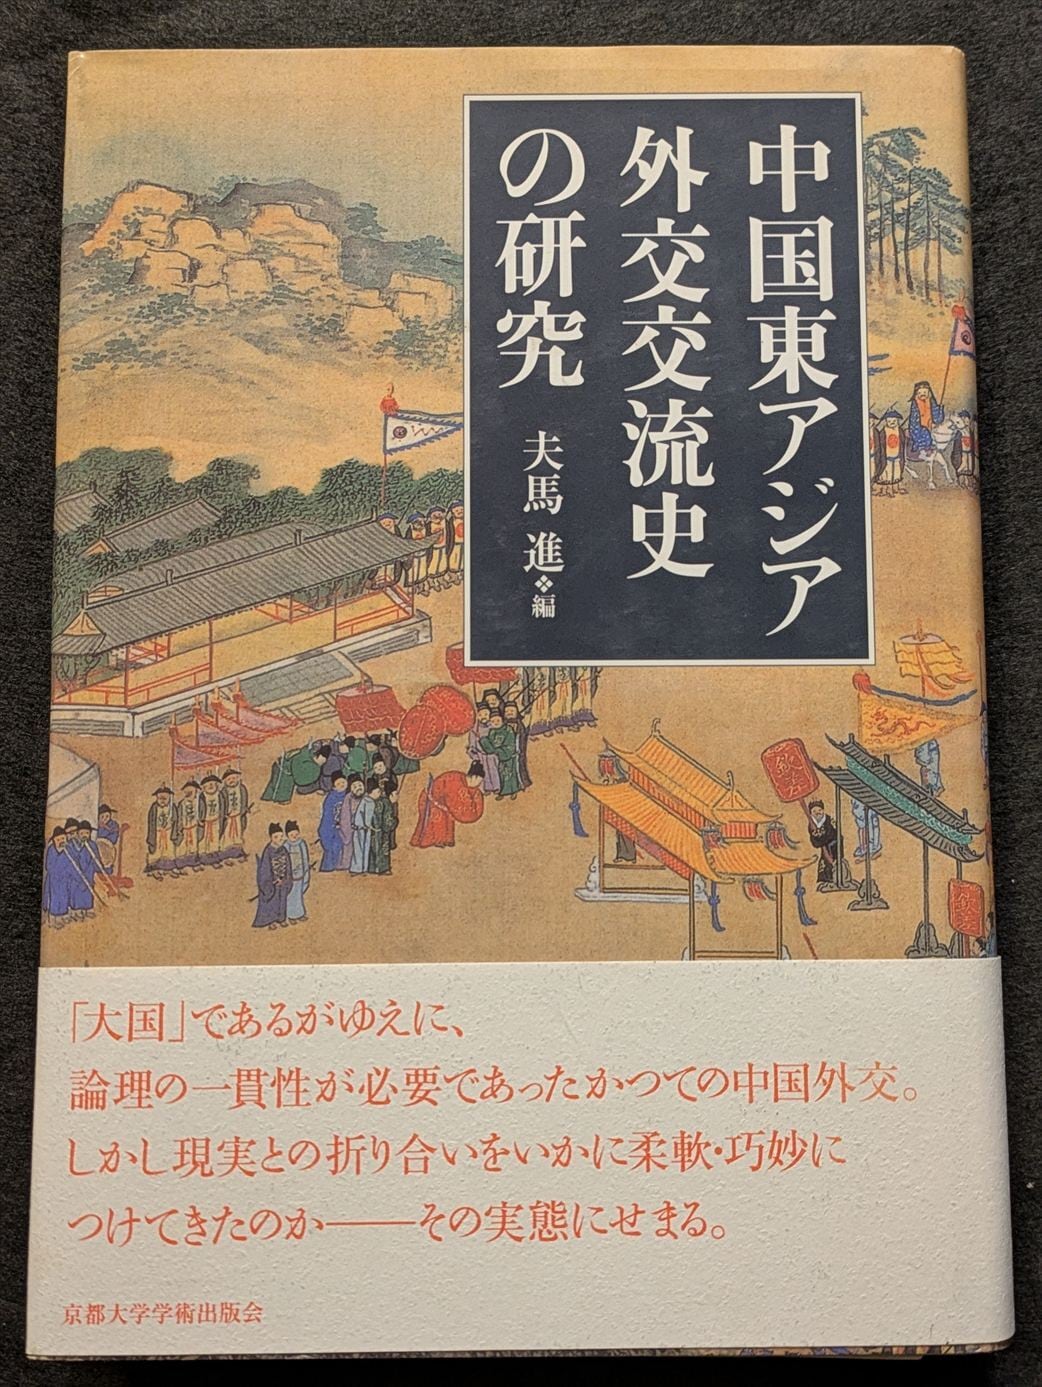 中国東アジア
外交交流史
の研究
夫馬 進❖編
欽差
「大国」であるがゆえに、
論理の一貫性が必要であったかつての中国外交。
しかし現実との折り合いをいかに柔軟・巧妙に
つけてきたのか——その実態にせまる。
京都大学学術出版会